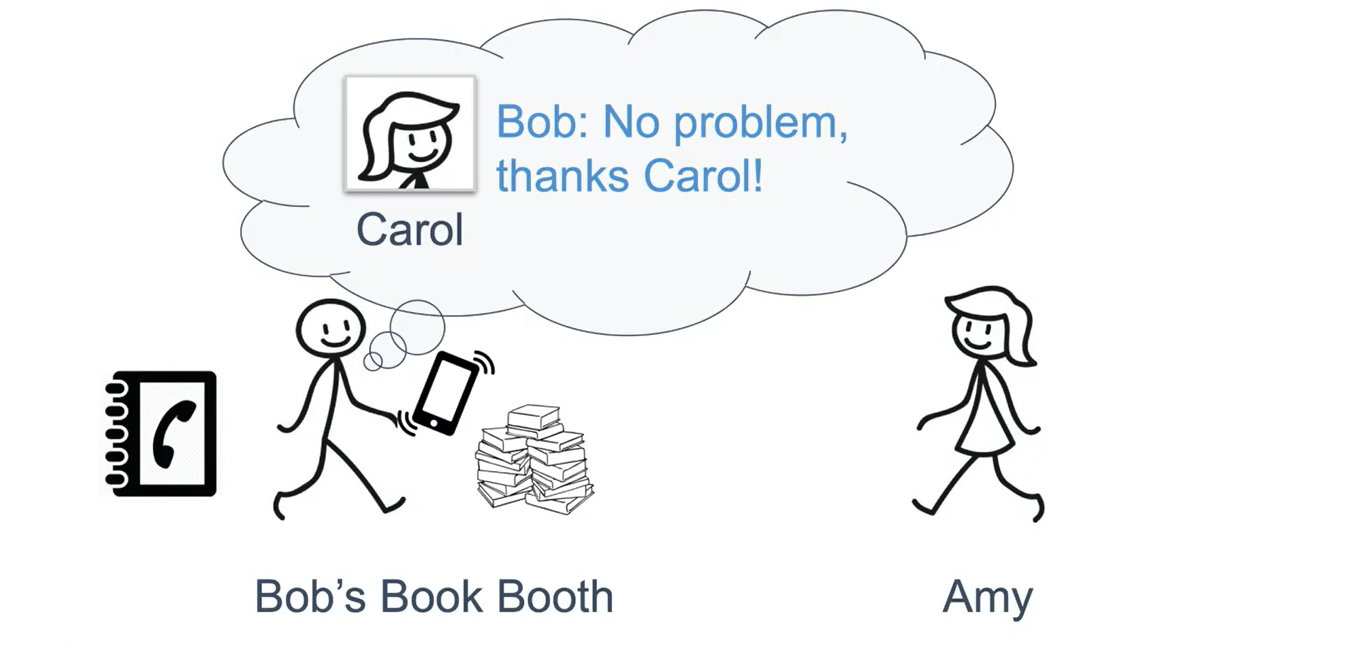 Bob: No problem,
thanks Carol!
Carol
Bob’s Book Booth
Amy